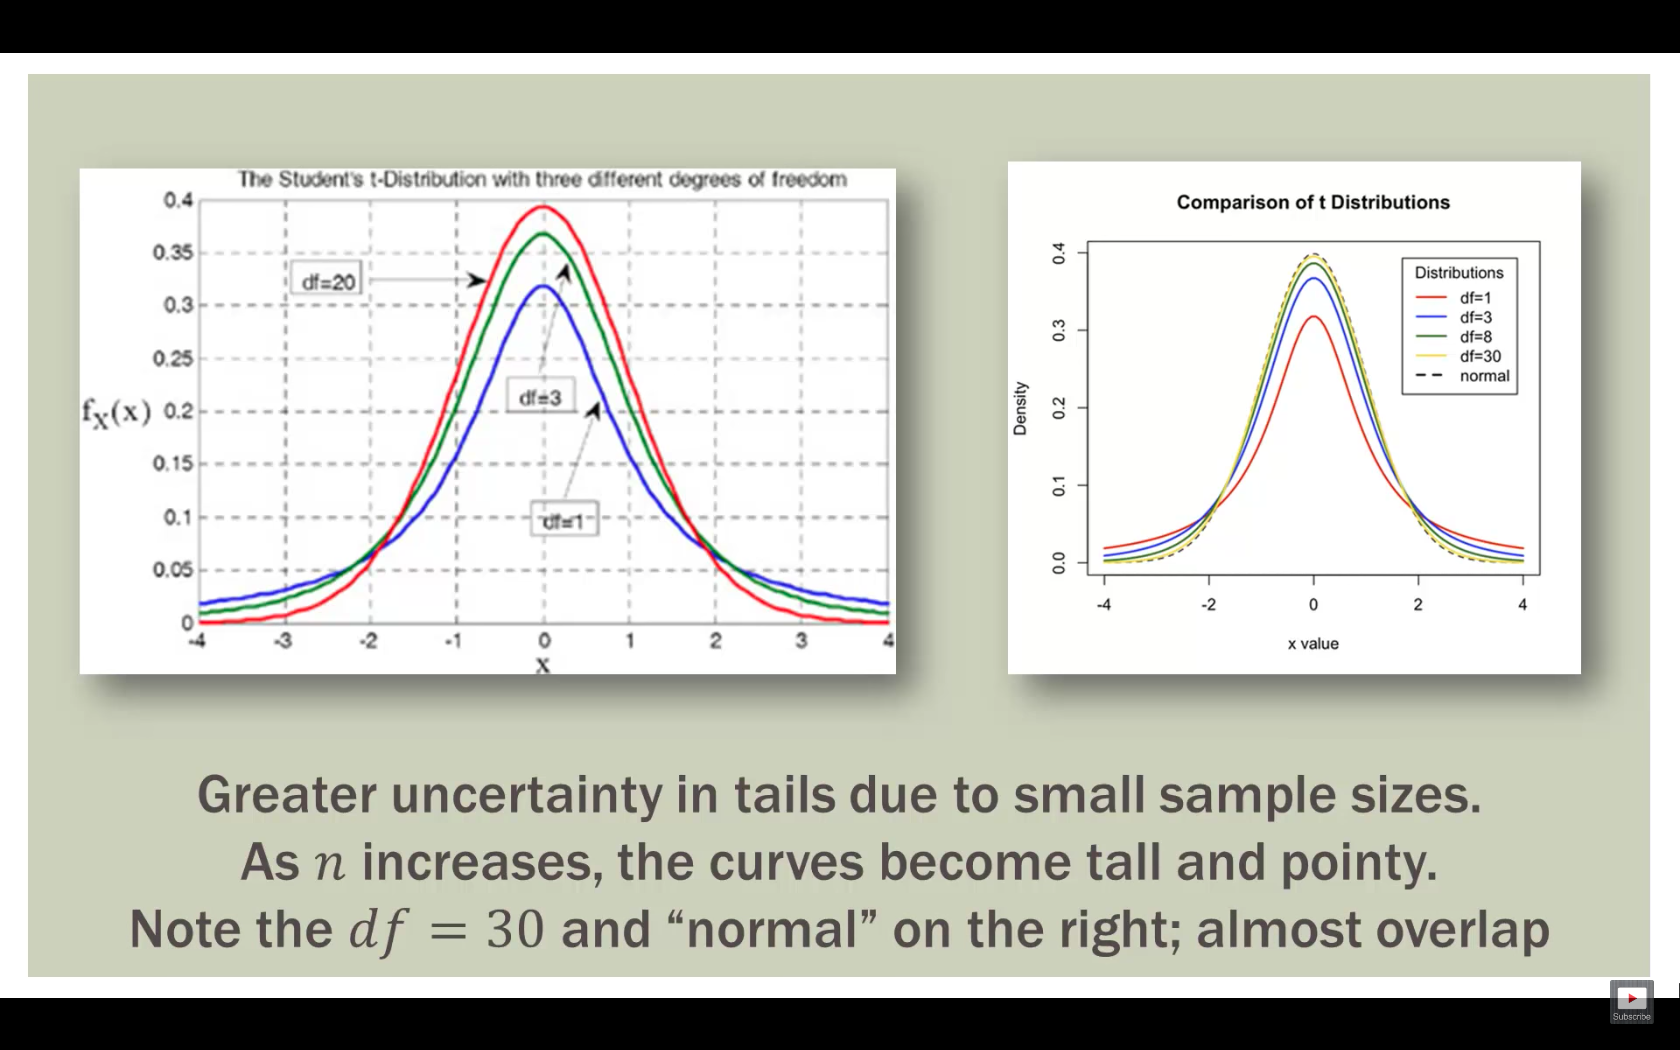 The Student's t-Distribution with three different degrees of freedom
0.4
0.35
0.3
0.25
0.2
0.15
0.1
0.05
0
fX(x)
df=20
df=3
df=1
-4 -3 -2 -1 0 1 2 3 4
x
Comparison of t Distributions
Density
0.4
0.3
0.2
0.1
0.0
Distributions
df=1
df=3
df=8
df=30
normal
-4 -2 0 2 4
x value
Greater uncertainty in tails due to small sample sizes.
As n increases, the curves become tall and pointy.
Note the df = 30 and “normal” on the right; almost overlap
Subscribe